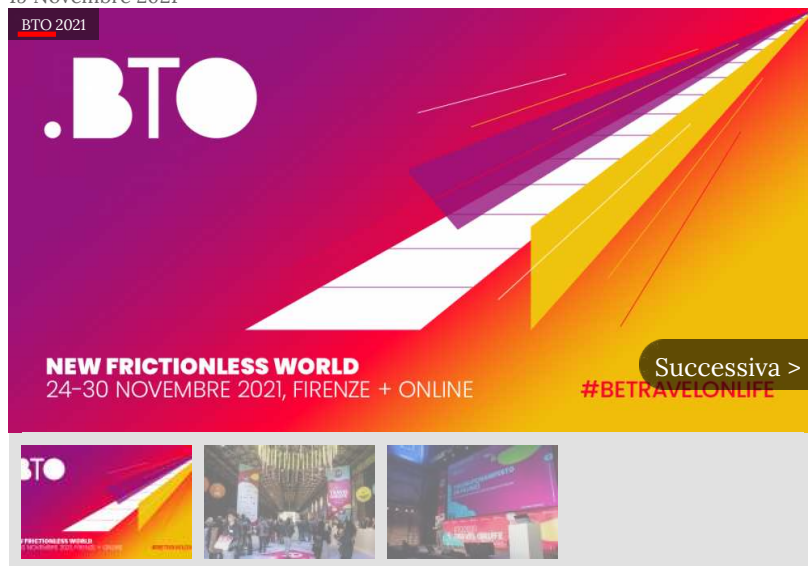 BTO 2021
.BTO
NEW FRICTIONLESS WORLD
24-30 NOVEMBRE 2021, FIRENZE + ONLINE
#BETRAVELONLIFE
Successiva >